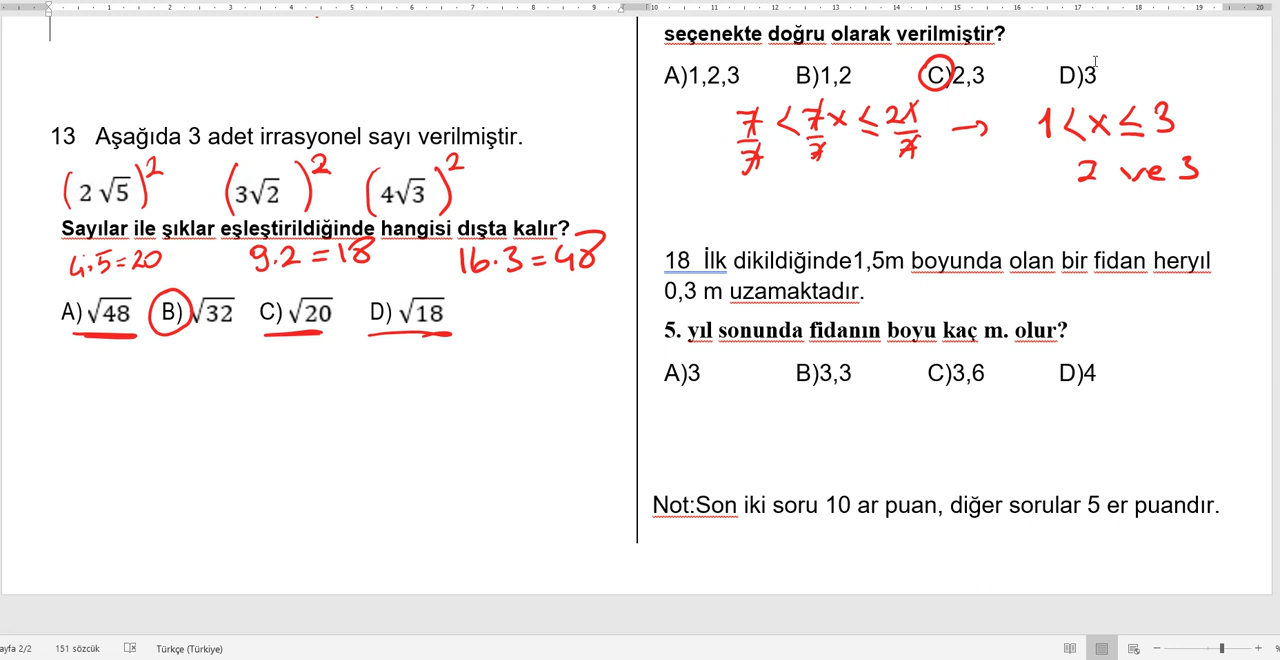 13 Aşağıda 3 adet irrasyonel sayı verilmiştir.
(2√5)² (3√2)² (4√3)²
Sayılar ile şıklar eşleştirildiğinde hangisi dışta kalır?
4.5=20 9.2=18 16.3=48
A)√48 B)√32 C)√20 D)√18
seçenekte doğru olarak verilmiştir?
A)1,2,3 B)1,2 C)2,3 D)3
7/7 < 7x/7 ≤ 21/7 → 1<x≤3
2 ve 3
18 İlk dikildiğinde1,5m boyunda olan bir fidan heryıl
0,3 m uzamaktadır.
5. yıl sonunda fidanın boyu kaç m. olur?
A)3 B)3,3 C)3,6 D)4
Not:Son iki soru 10 ar puan, diğer sorular 5 er puandır.
ayfa 2/2 151 sözcük Türkçe (Türkiye)